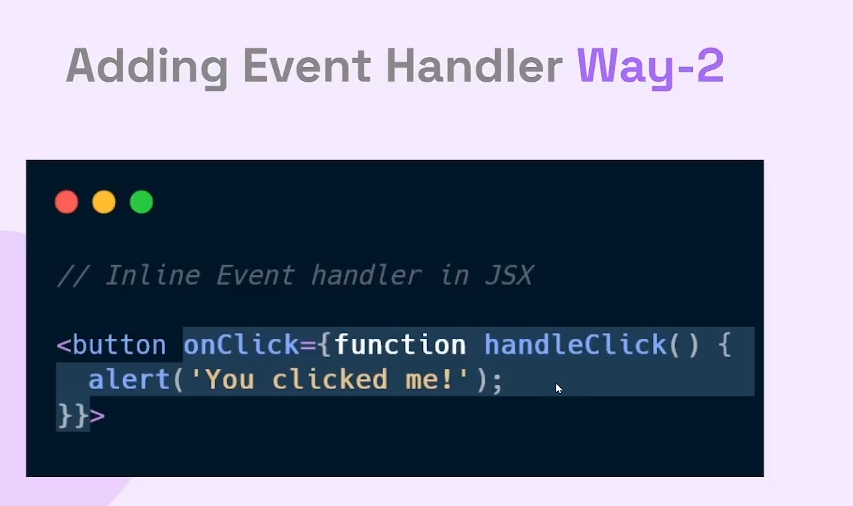 Adding Event Handler Way-2
// Inline Event handler in JSX
<button onClick={function handleClick() {
  alert('You clicked me!');
}}>